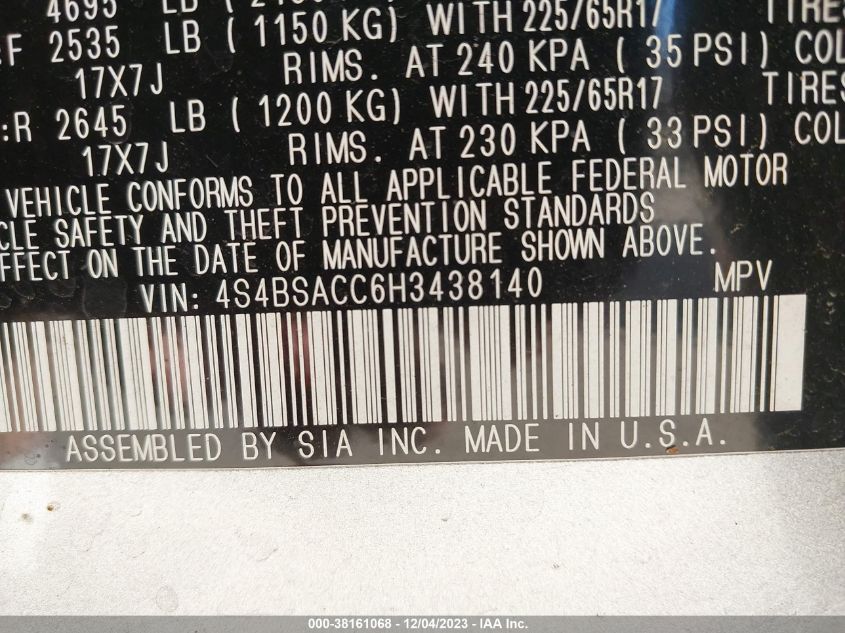 4695 LB (
:F 2535 LB ( 1150 KG) WITH 225/65R17 TIRES
17X7J RIMS. AT 240 KPA ( 35 PSI) COL
:R 2645 LB ( 1200 KG) WITH 225/65R17 TIRES
17X7J RIMS. AT 230 KPA ( 33 PSI) COL
VEHICLE CONFORMS TO ALL APPLICABLE FEDERAL MOTOR
CLE SAFETY AND THEFT PREVENTION STANDARDS
FFECT ON THE DATE OF MANUFACTURE SHOWN ABOVE.
VIN: 4S4BSACC6H3438140 MPV
ASSEMBLED BY SIA INC. MADE IN U.S.A.
000-38161068 - 12/04/2023 - IAA Inc.